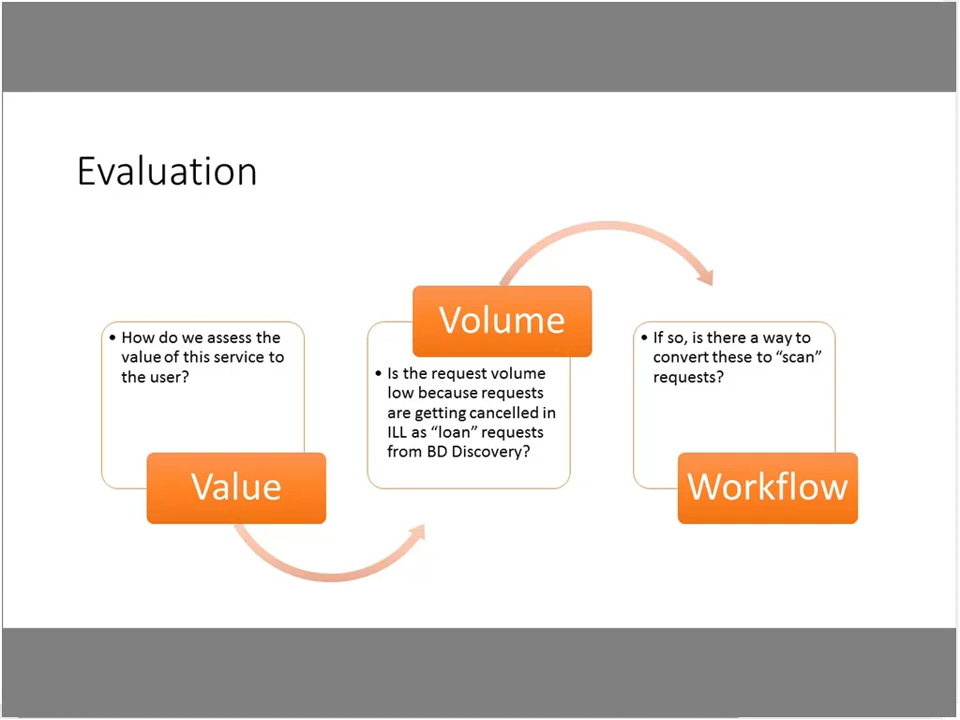 Evaluation
• How do we assess the
value of this service to
the user?
Value
Volume
• Is the request volume
low because requests
are getting cancelled in
ILL as “loan” requests
from BD Discovery?
• If so, is there a way to
convert these to “scan”
requests?
Workflow